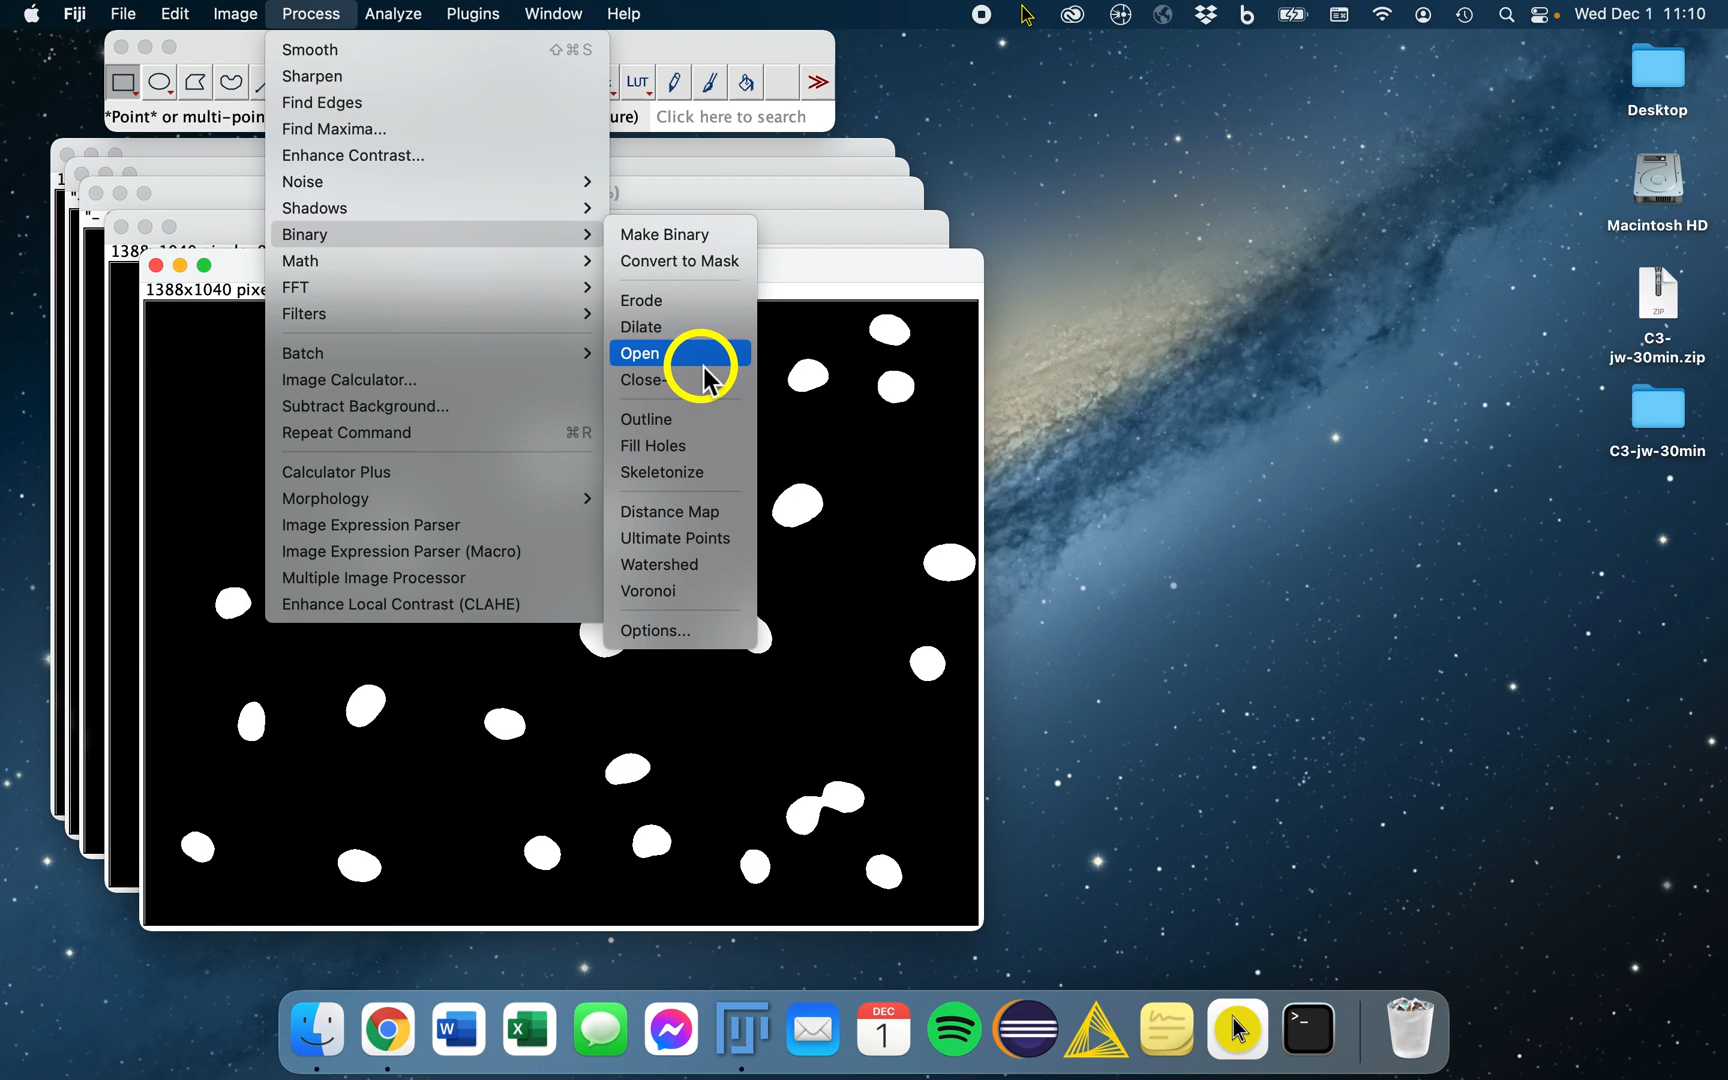 Fiji File Edit Image Process Analyze Plugins Window Help
Wed Dec 1 11:10
LUT
*Point* or multi-poin
ure) Click here to search
1388x1040 pixe
Smooth ⇧⌘S
Sharpen
Find Edges
Find Maxima...
Enhance Contrast...
Noise
Shadows
Binary
Math
FFT
Filters
Batch
Image Calculator...
Subtract Background...
Repeat Command ⌘R
Calculator Plus
Morphology
Image Expression Parser
Image Expression Parser (Macro)
Multiple Image Processor
Enhance Local Contrast (CLAHE)
Make Binary
Convert to Mask
Erode
Dilate
Open
Close-
Outline
Fill Holes
Skeletonize
Distance Map
Ultimate Points
Watershed
Voronoi
Options...
Desktop
Macintosh HD
ZIP
C3-
jw-30min.zip
C3-jw-30min
W
X
DEC
1
>_